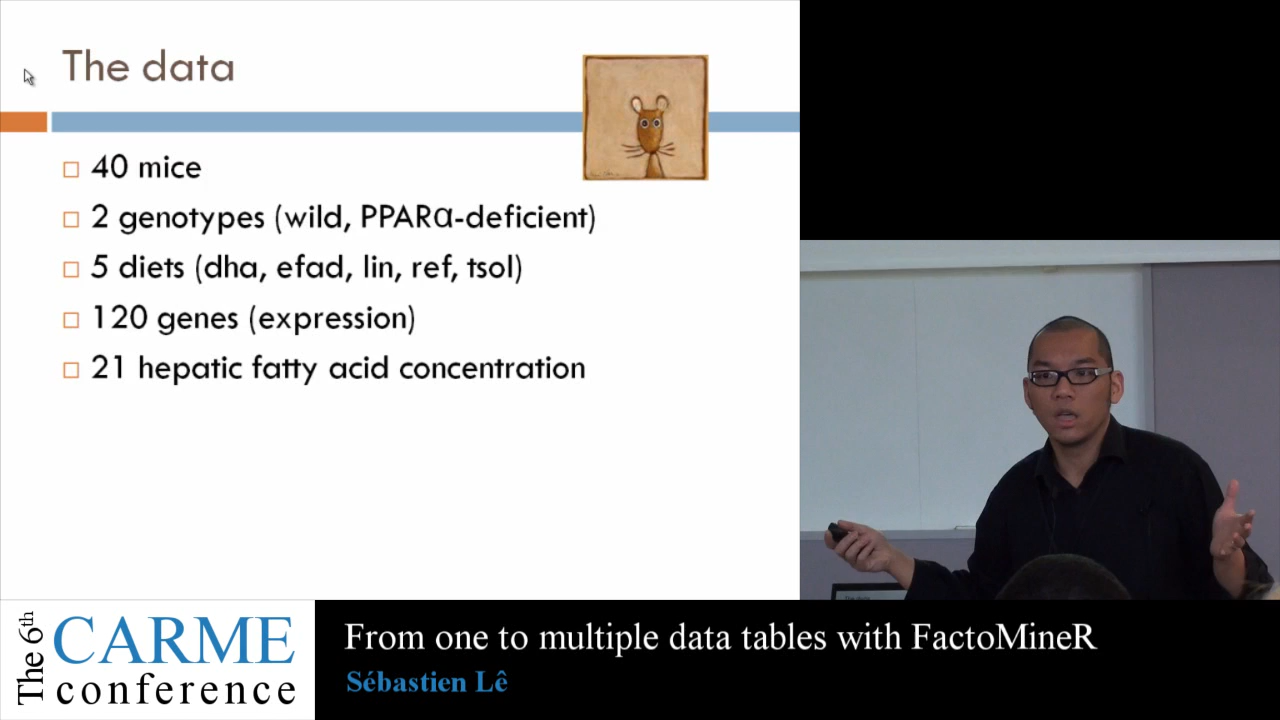 The data
40 mice
2 genotypes (wild, PPARα-deficient)
5 diets (dha, efad, lin, ref, tsol)
120 genes (expression)
21 hepatic fatty acid concentration
The 6th
CARME
conference
From one to multiple data tables with FactoMineR
Sébastien Lê